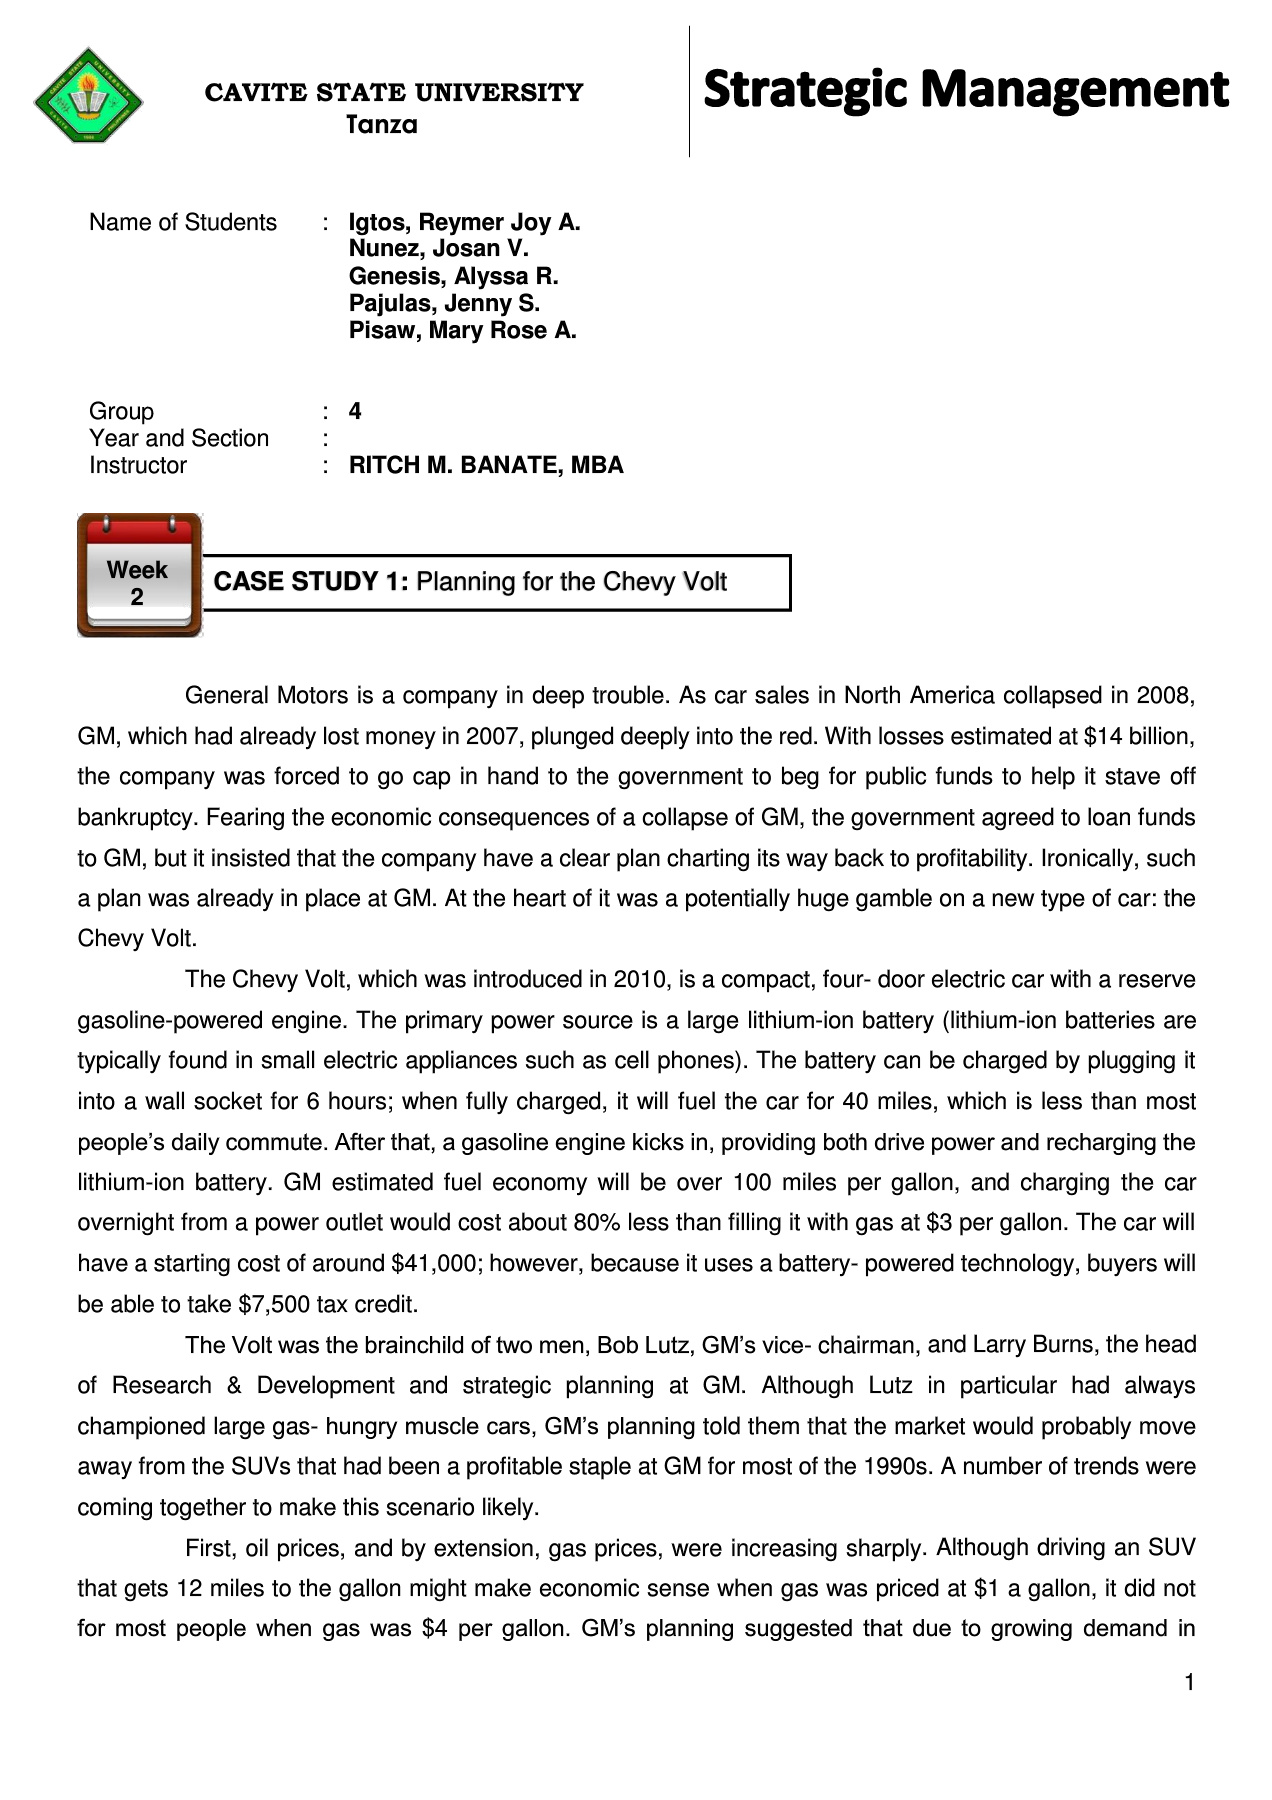 CAVITE STATE UNIVERSITY
Tanza
Strategic Management
Name of Students : Igtos, Reymer Joy A.
Nunez, Josan V.
Genesis, Alyssa R.
Pajulas, Jenny S.
Pisaw, Mary Rose A.
Group : 4
Year and Section :
Instructor : RITCH M. BANATE, MBA
Week
2
CASE STUDY 1: Planning for the Chevy Volt
General Motors is a company in deep trouble. As car sales in North America collapsed in 2008,
GM, which had already lost money in 2007, plunged deeply into the red. With losses estimated at $14 billion,
the company was forced to go cap in hand to the government to beg for public funds to help it stave off
bankruptcy. Fearing the economic consequences of a collapse of GM, the government agreed to loan funds
to GM, but it insisted that the company have a clear plan charting its way back to profitability. Ironically, such
a plan was already in place at GM. At the heart of it was a potentially huge gamble on a new type of car: the
Chevy Volt.
The Chevy Volt, which was introduced in 2010, is a compact, four- door electric car with a reserve
gasoline-powered engine. The primary power source is a large lithium-ion battery (lithium-ion batteries are
typically found in small electric appliances such as cell phones). The battery can be charged by plugging it
into a wall socket for 6 hours; when fully charged, it will fuel the car for 40 miles, which is less than most
people’s daily commute. After that, a gasoline engine kicks in, providing both drive power and recharging the
lithium-ion battery. GM estimated fuel economy will be over 100 miles per gallon, and charging the car
overnight from a power outlet would cost about 80% less than filling it with gas at $3 per gallon. The car will
have a starting cost of around $41,000; however, because it uses a battery- powered technology, buyers will
be able to take $7,500 tax credit.
The Volt was the brainchild of two men, Bob Lutz, GM’s vice- chairman, and Larry Burns, the head
of Research & Development and strategic planning at GM. Although Lutz in particular had always
championed large gas- hungry muscle cars, GM’s planning told them that the market would probably move
away from the SUVs that had been a profitable staple at GM for most of the 1990s. A number of trends were
coming together to make this scenario likely.
First, oil prices, and by extension, gas prices, were increasing sharply. Although driving an SUV
that gets 12 miles to the gallon might make economic sense when gas was priced at $1 a gallon, it did not
for most people when gas was $4 per gallon. GM’s planning suggested that due to growing demand in
1